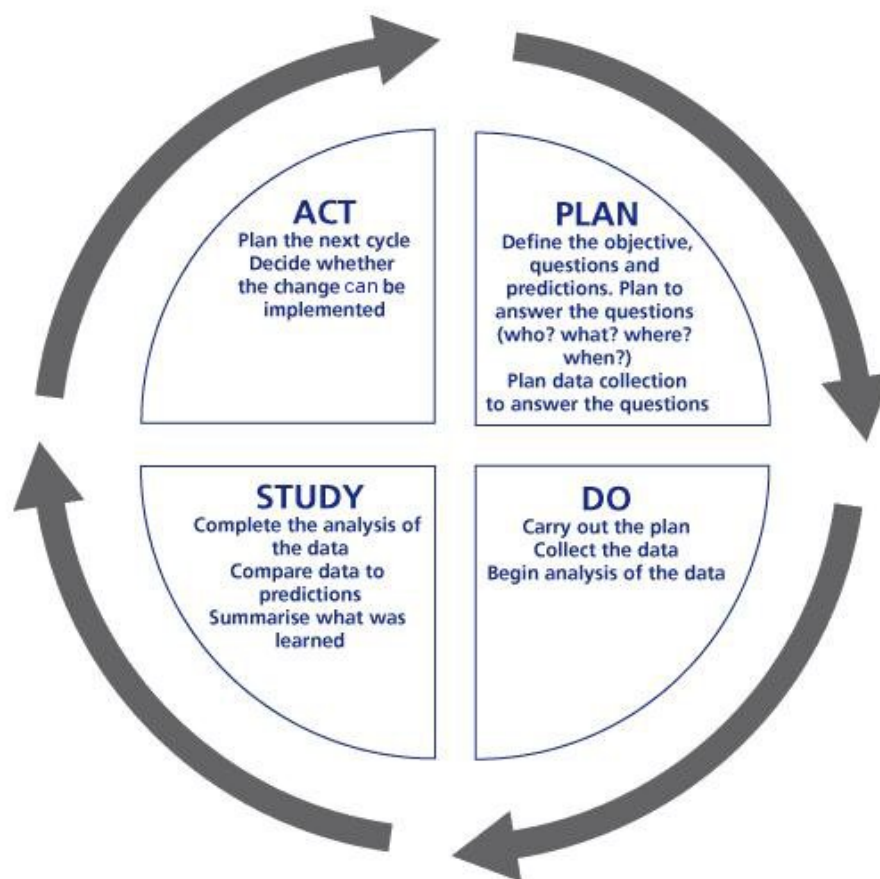 ACT
Plan the next cycle
Decide whether
the change can be
implemented
PLAN
Define the objective,
questions and
predictions. Plan to
answer the questions
(who? what? where?
when?)
Plan data collection
to answer the questions
STUDY
Complete the analysis of
the data
Compare data to
predictions
Summarise what was
learned
DO
Carry out the plan
Collect the data
Begin analysis of the data